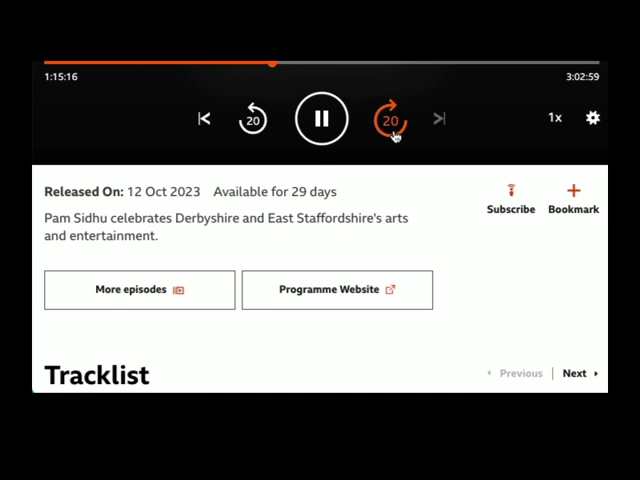 1:15:16 3:02:59
20 20 1x
Released On: 12 Oct 2023 Available for 29 days
Pam Sidhu celebrates Derbyshire and East Staffordshire's arts
and entertainment.
Subscribe Bookmark
More episodes Programme Website
Tracklist Previous Next